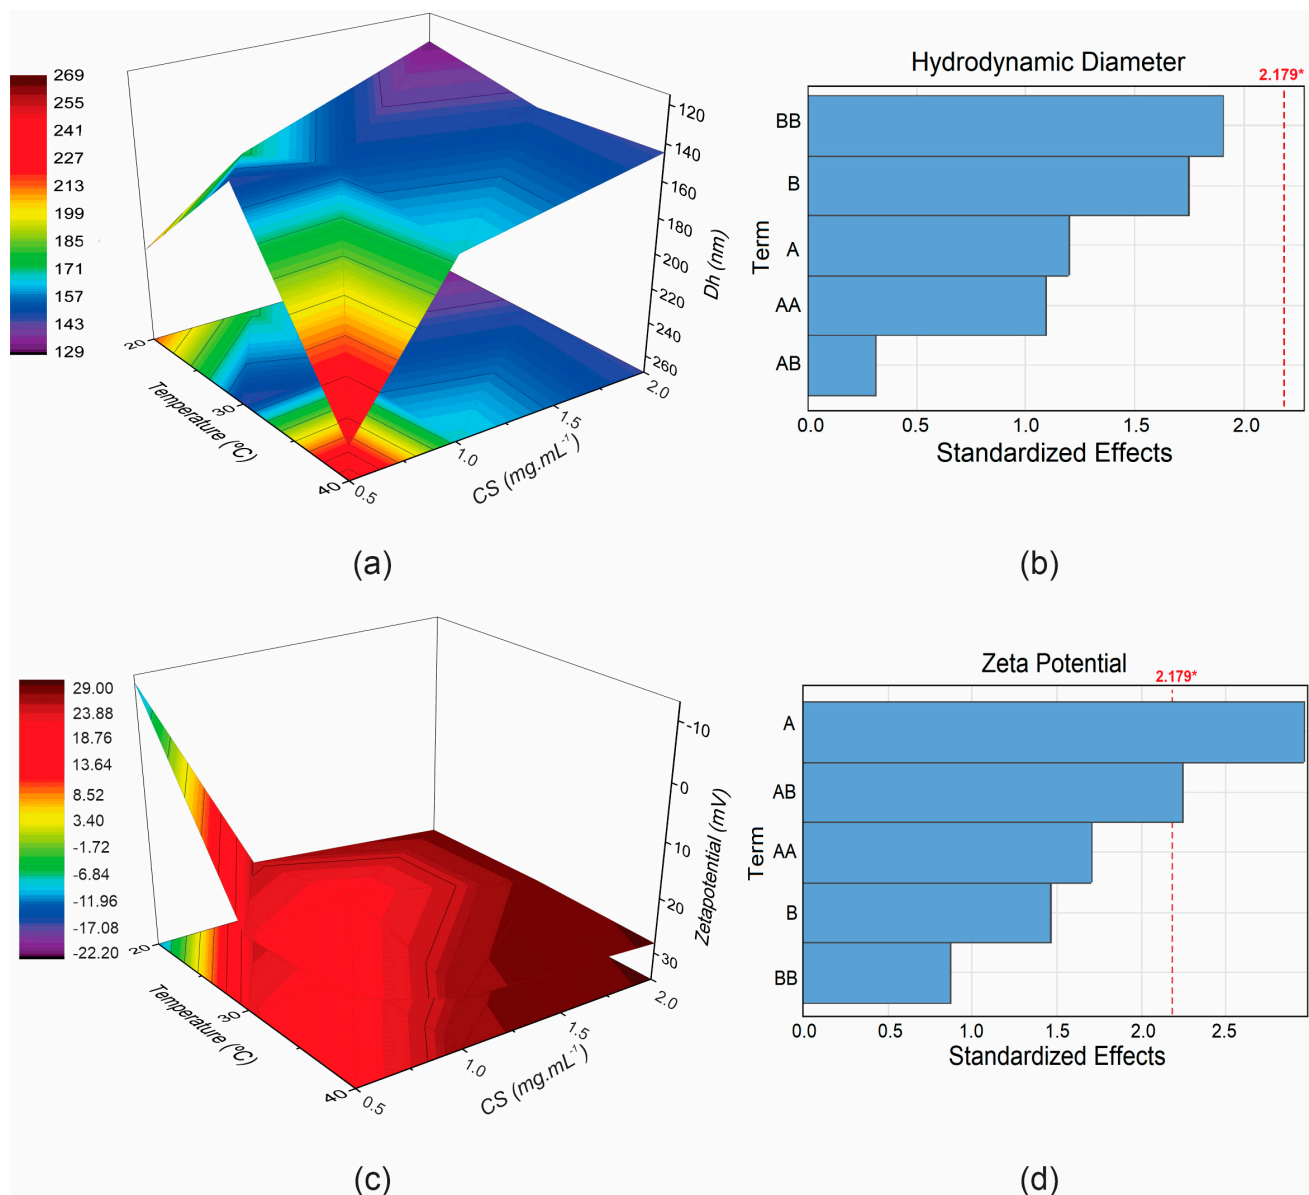 269
255
241
227
213
199
185
171
157
143
129
120
140
160
180
200
220
240
260
Dh (nm)
20
30
40
Temperature (ºC)
0.5
1.0
1.5
2.0
CS (mg.mL-1)
(a)
Hydrodynamic Diameter
2.179*
BB
B
A
AA
AB
Term
0.0 0.5 1.0 1.5 2.0
Standardized Effects
(b)
29.00
23.88
18.76
13.64
8.52
3.40
-1.72
-6.84
-11.96
-17.08
-22.20
-10
0
10
20
30
Zetapotential (mV)
20
30
40
Temperature (ºC)
0.5
1.0
1.5
2.0
CS (mg.mL-1)
(c)
Zeta Potential
2.179*
A
AB
AA
B
BB
Term
0.0 0.5 1.0 1.5 2.0 2.5
Standardized Effects
(d)